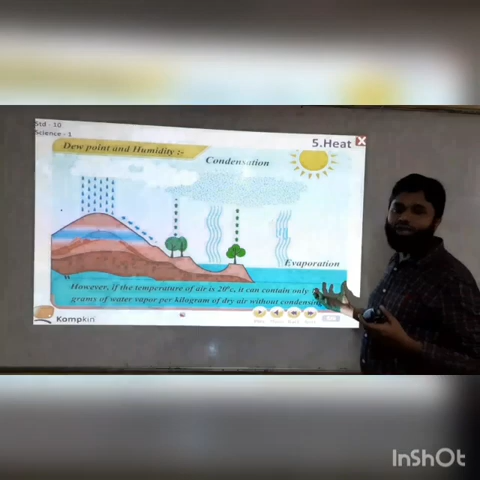 Std - 10
Science - 1
5.Heat
Dew point and Humidity :-
Condensation
Evaporation
However, if the temperature of air is 20°c, it can contain only
grams of water vapor per kilogram of dry air without condensin
Kompkin
InShOt